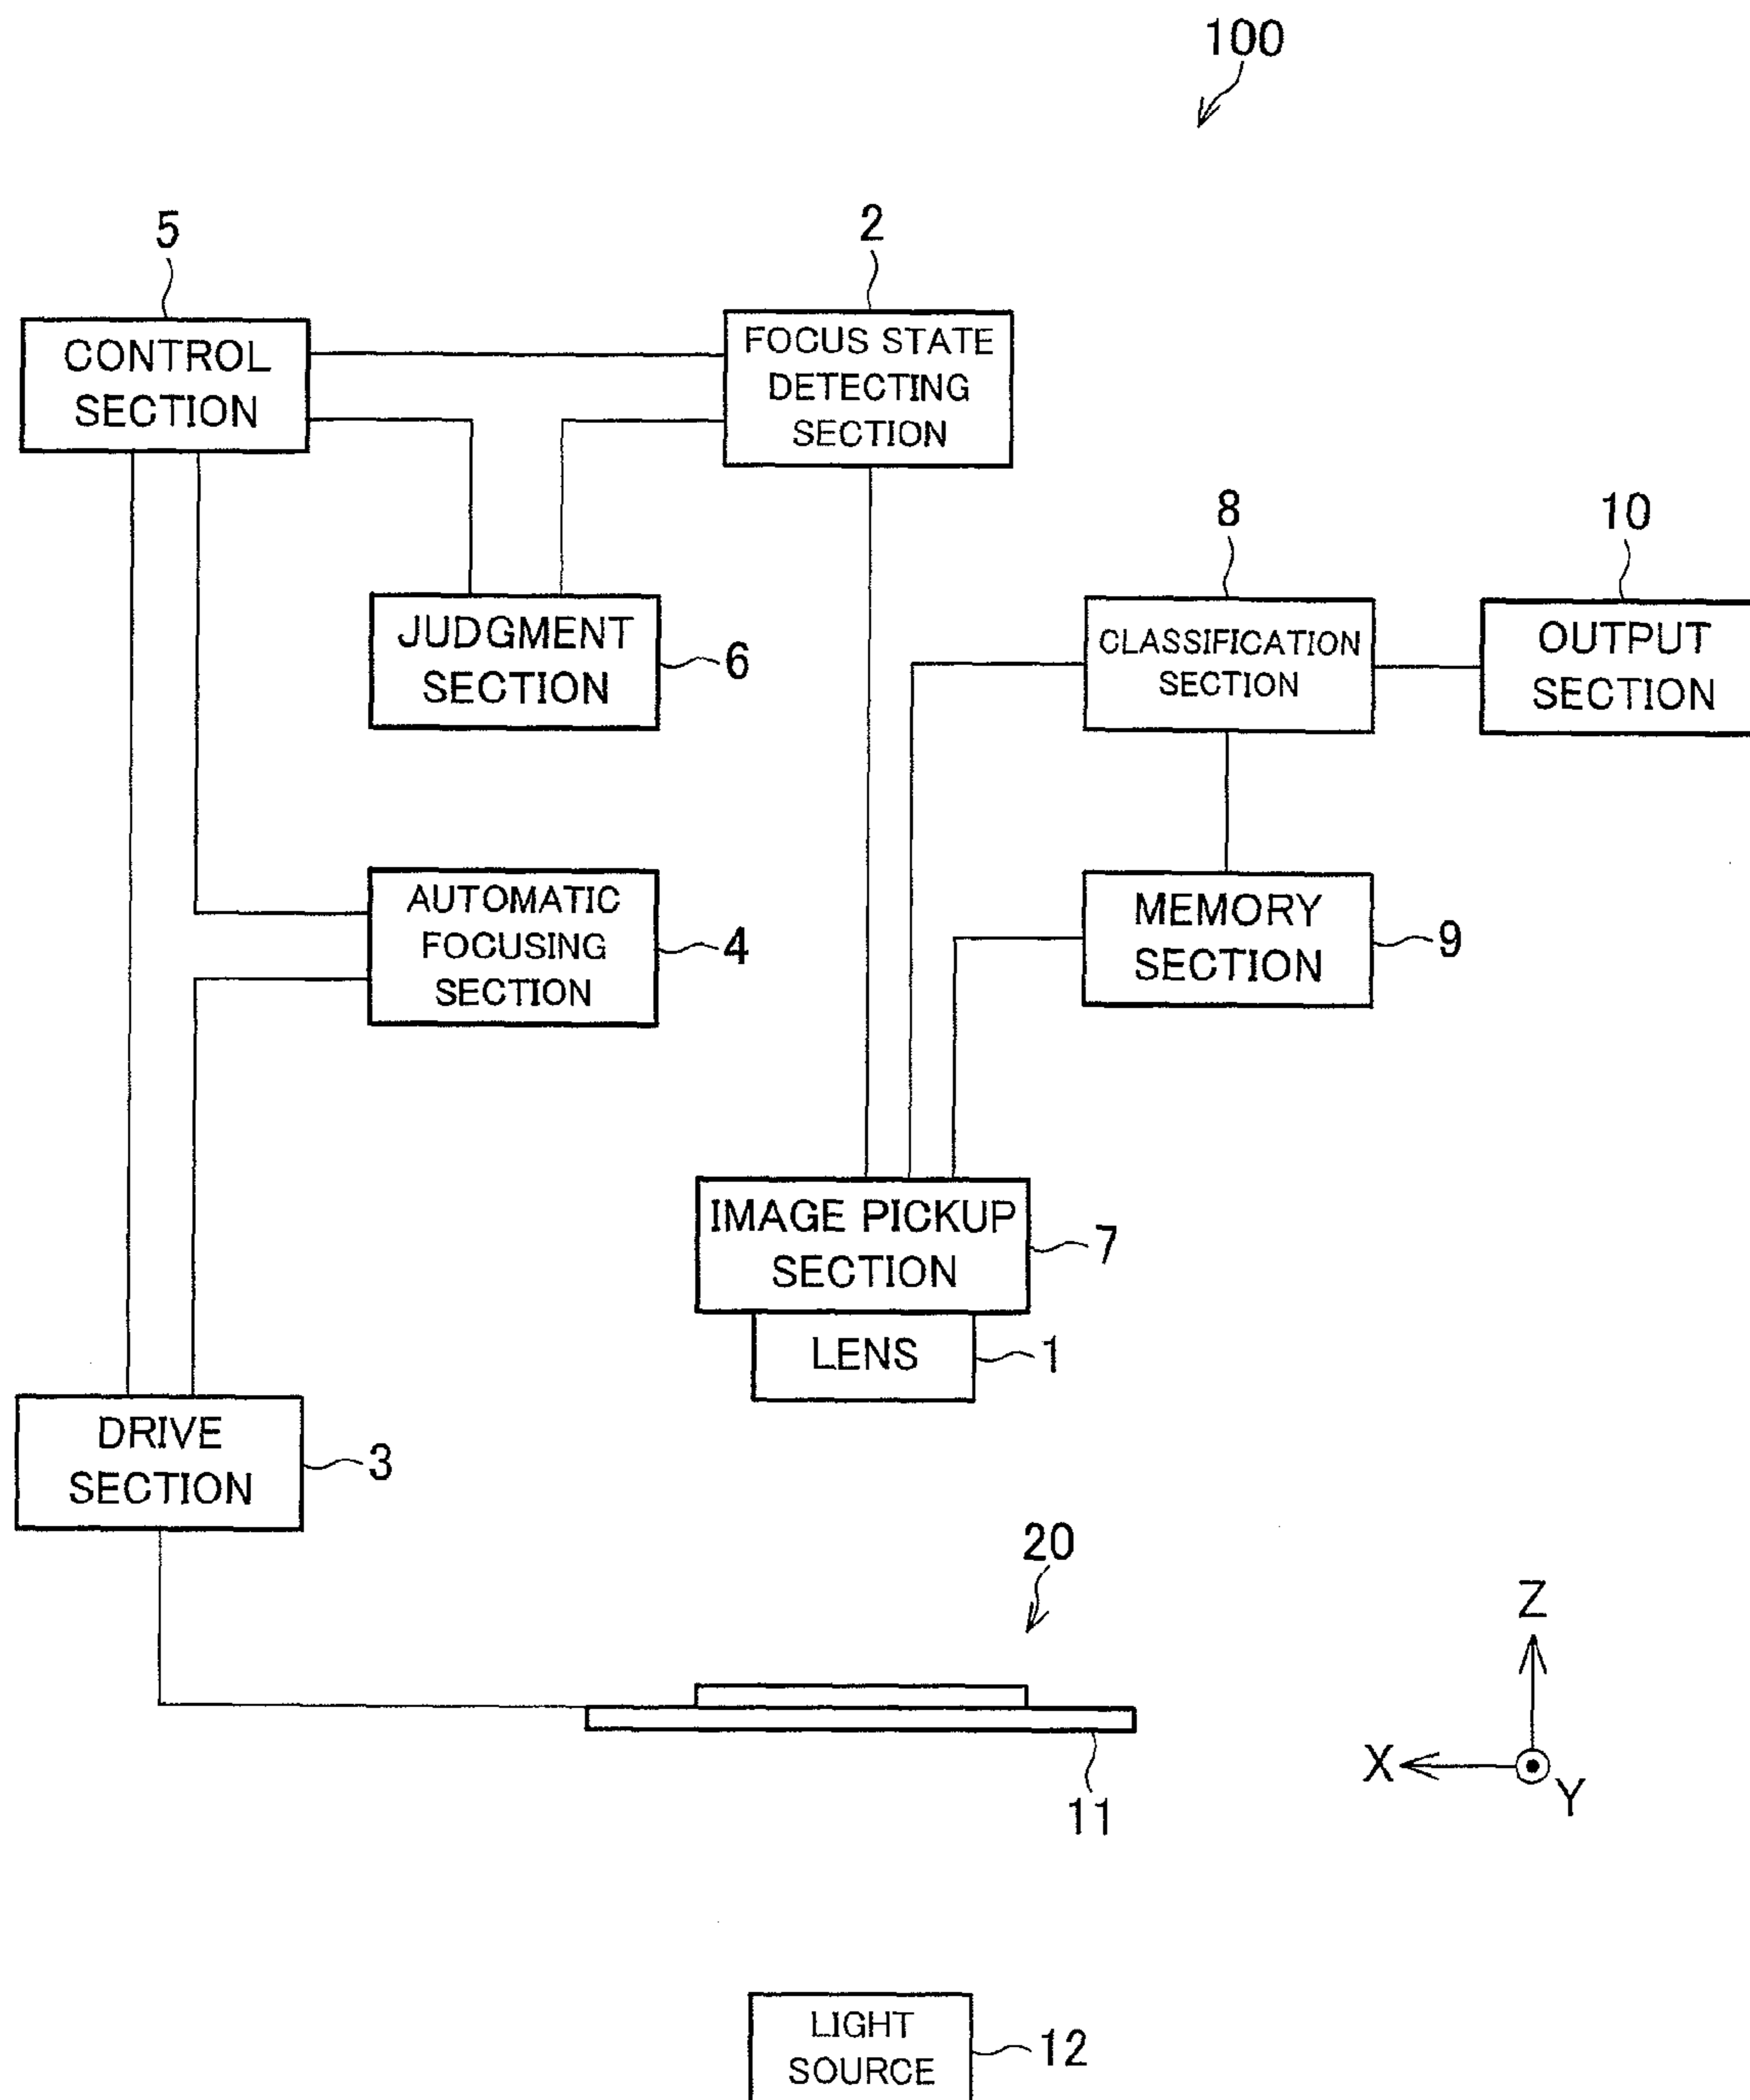 100
5
2
CONTROL
SECTION
FOCUS STATE
DETECTING
SECTION
8
10
JUDGMENT
SECTION
6
CLASSIFICATION
SECTION
OUTPUT
SECTION
AUTOMATIC
FOCUSING
SECTION
4
MEMORY
SECTION
9
IMAGE PICKUP
SECTION
7
LENS
1
DRIVE
SECTION
3
20
Z
X
Y
11
LIGHT
SOURCE
12